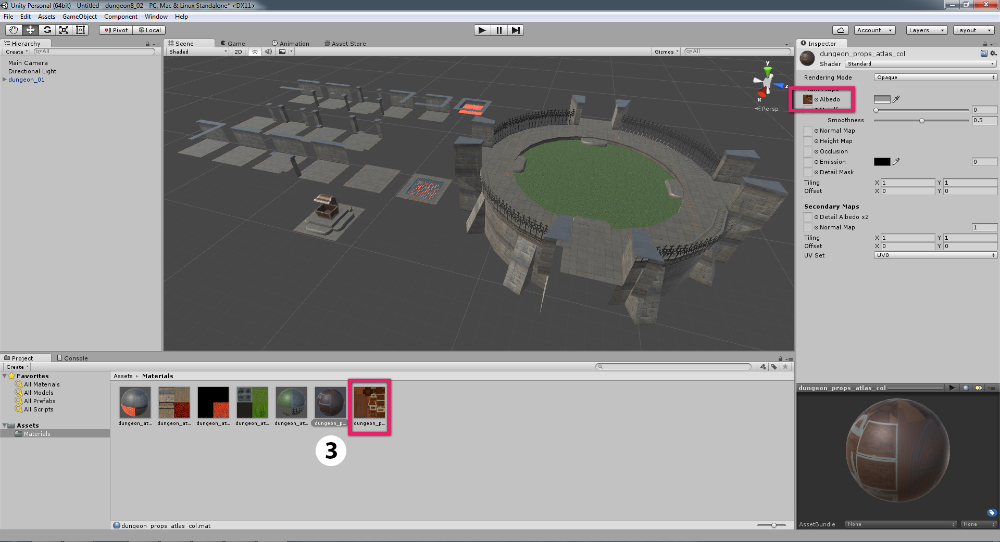 Unity Personal (64bit) - Untitled - dungeon8_02 - PC, Mac & Linux Standalone* <DX11>
File Edit Assets GameObject Component Window Help
Pivot Local Account Layers Layout
Hierarchy
Create All
Main Camera
Directional Light
dungeon_01
Scene Game Animation Asset Store
Shaded 2D Gizmos All
y
z
x
Persp
Inspector
dungeon_props_atlas_col
Shader Standard
Rendering Mode Opaque
Albedo
0
Smoothness 0.5
Normal Map
Height Map
Occlusion
Emission 0
Detail Mask
Tiling X 1 Y 1
Offset X 0 Y 0
Secondary Maps
Detail Albedo x2
Normal Map 1
Tiling X 1 Y 1
Offset X 0 Y 0
UV Set UV0
Project Console
Create
Favorites
All Materials
All Models
All Prefabs
All Scripts
Assets
Materials
Assets Materials
dungeon_at... dungeon_at... dungeon_at... dungeon_at... dungeon_at... dungeon_p... dungeon_p...
3
dungeon_props_atlas_col.mat
dungeon_props_atlas_col
AssetBundle None None